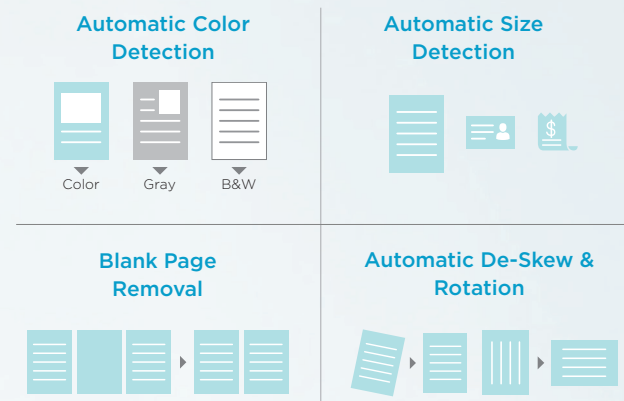 Automatic Color
Detection
Color
Gray
B&W
Automatic Size
Detection
$
Blank Page
Removal
Automatic De-Skew &
Rotation